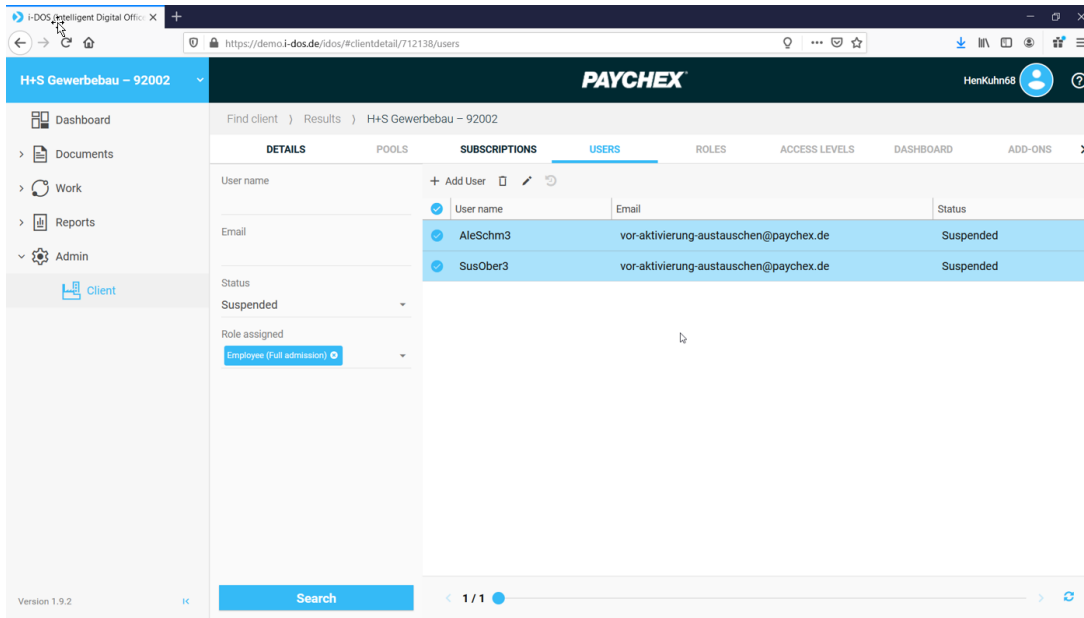 i-DOS (Intelligent Digital Offic
https://demo.i-dos.de/idos/#clientdetail/712138/users
H+S Gewerbebau – 92002
PAYCHEX
HenKuhn68
Dashboard
Documents
Work
Reports
Admin
Client
Version 1.9.2
Find client
Results
H+S Gewerbebau – 92002
DETAILS
POOLS
SUBSCRIPTIONS
USERS
ROLES
ACCESS LEVELS
DASHBOARD
ADD-ONS
User name
Email
Status
Suspended
Role assigned
Employee (Full admission)
Search
+ Add User
User name Email Status
AleSchm3 vor-aktivierung-austauschen@paychex.de Suspended
SusOber3 vor-aktivierung-austauschen@paychex.de Suspended
1 / 1